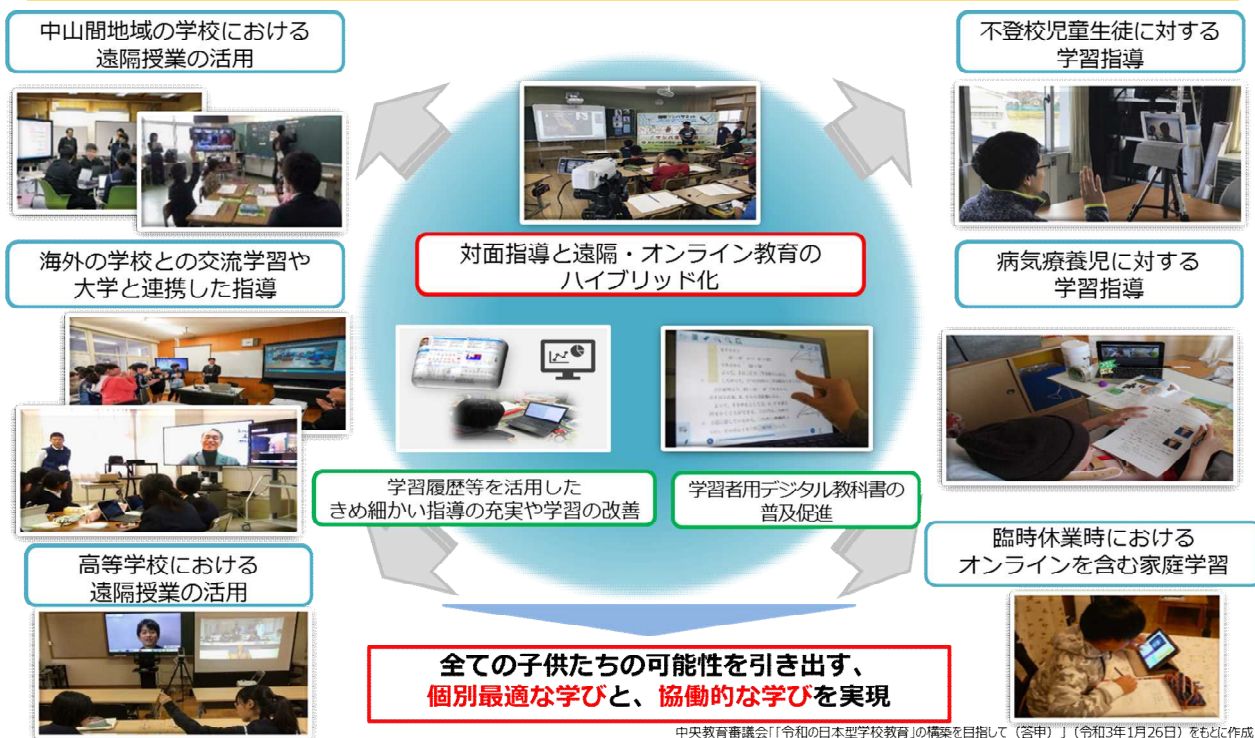 中山間地域の学校における
遠隔授業の活用
不登校児童生徒に対する
学習指導
対面指導と遠隔・オンライン教育の
ハイブリッド化
海外の学校との交流学習や
大学と連携した指導
病気療養児に対する
学習指導
学習履歴等を活用した
きめ細かい指導の充実や学習の改善
学習者用デジタル教科書の
普及促進
高等学校における
遠隔授業の活用
臨時休業時における
オンラインを含む家庭学習
全ての子供たちの可能性を引き出す、
個別最適な学びと、協働的な学びを実現
中央教育審議会「「令和の日本型学校教育」の構築を目指して（答申）」（令和3年1月26日）をもとに作成